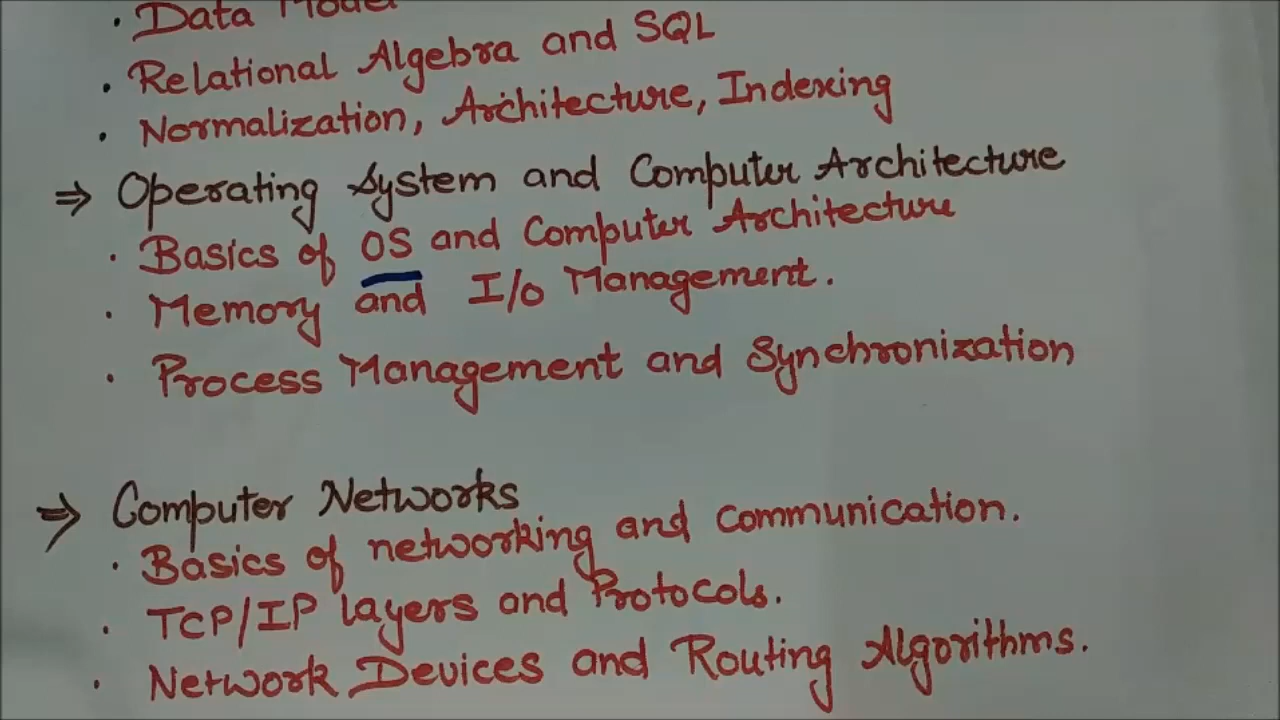 · Data Model
· Relational Algebra and SQL
· Normalization, Architecture, Indexing
⇒ Operating System and Computer Architecture
· Basics of OS and Computer Architecture
· Memory and I/O Management.
· Process Management and Synchronization
⇒ Computer Networks
· Basics of networking and communication.
· TCP/IP layers and Protocols.
· Network Devices and Routing Algorithms.